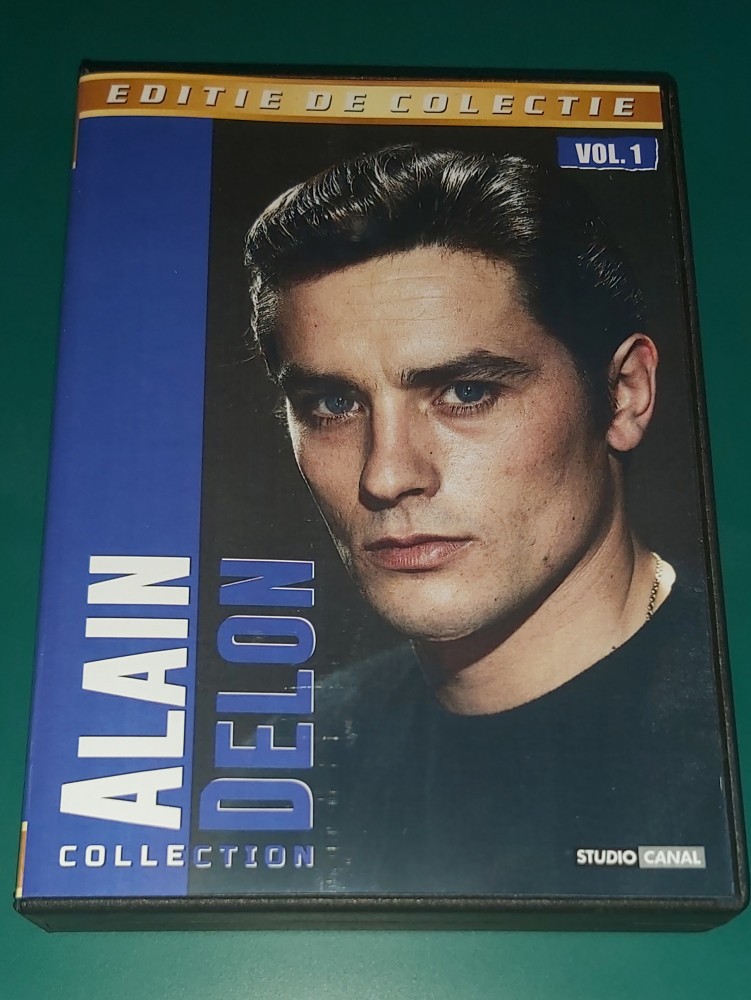 EDITIE DE COLECTIE
VOL. 1
ALAIN
DELON
COLLECTION
STUDIO CANAL